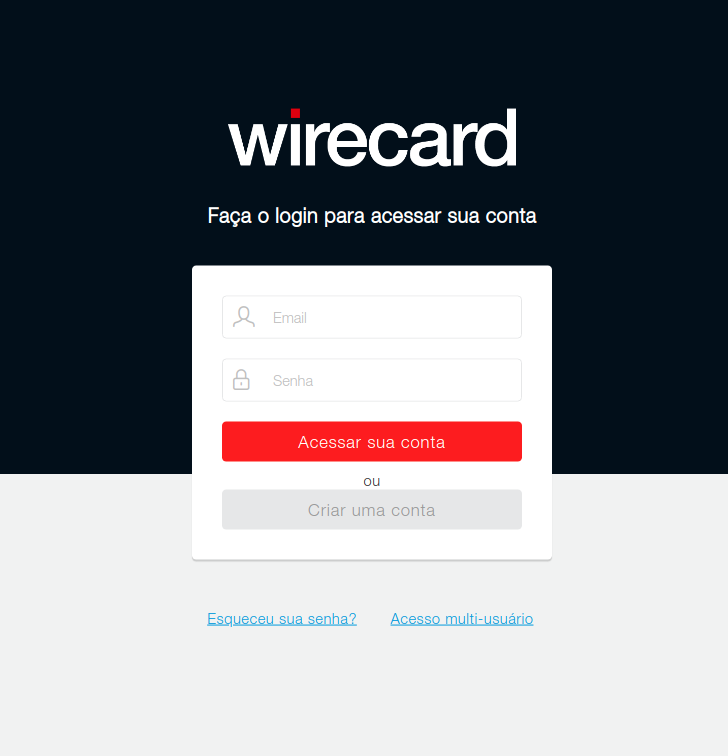 wirecard
Faça o login para acessar sua conta
Email
Senha
Acessar sua conta
ou
Criar uma conta
Esqueceu sua senha? Acesso multi-usuário